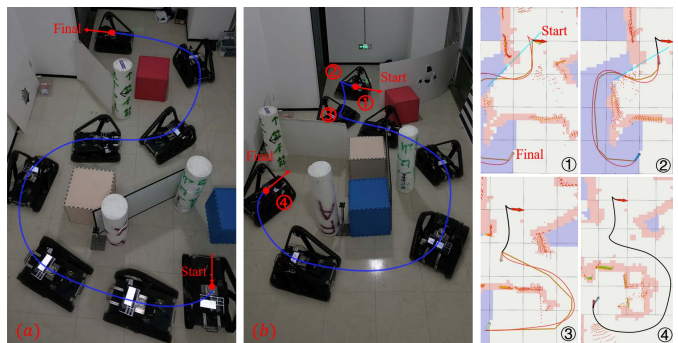 Final
Start
(a)
②
Start
①
③
Final
④
(b)
Start
Final
①
②
③
④